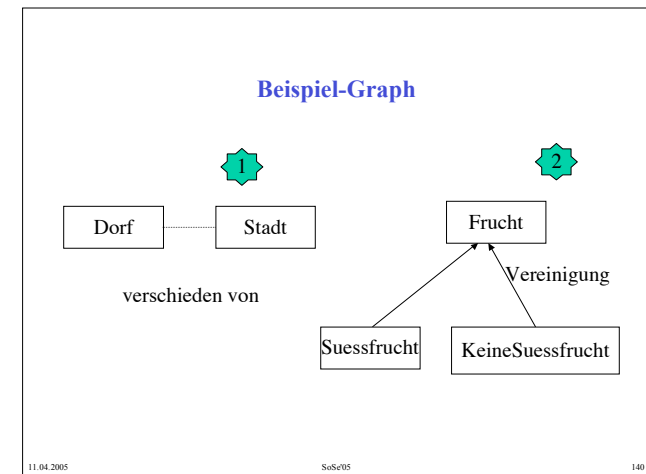 Beispiel-Graph
1
2
Dorf
Stadt
verschieden von
Frucht
Vereinigung
Suessfrucht
KeineSuessfrucht
11.04.2005
SoSe'05
140